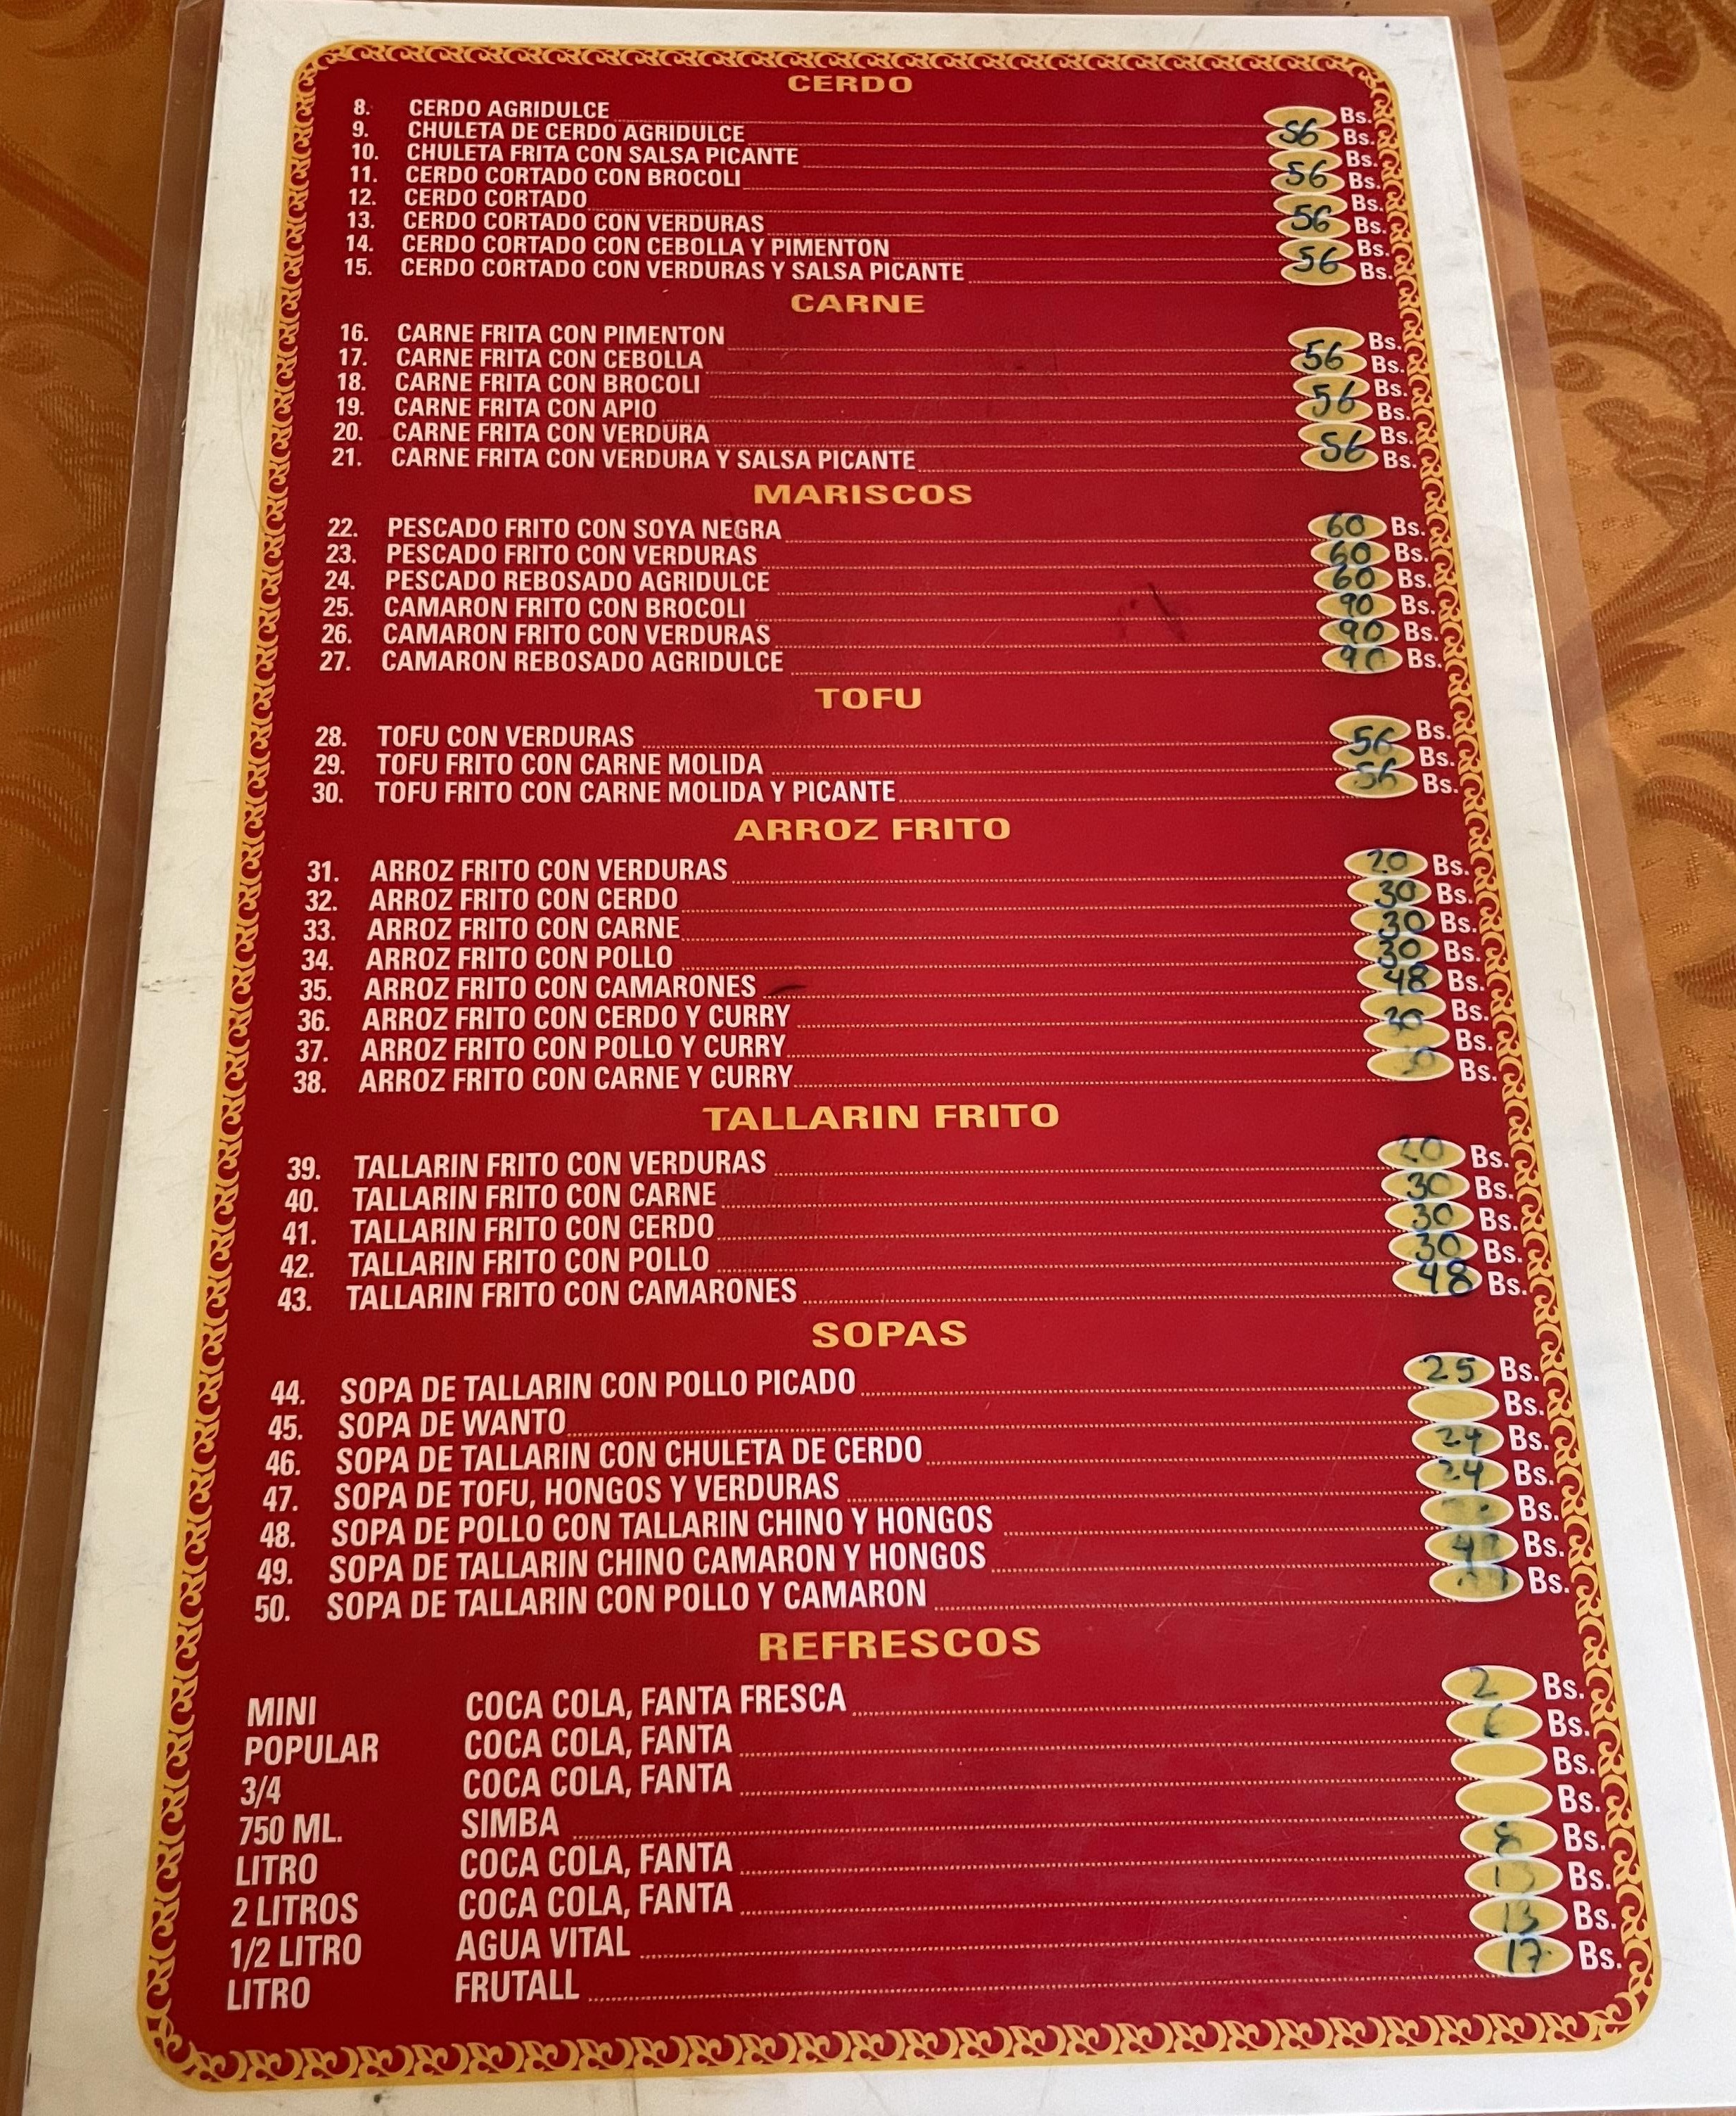 CERDO
8. CERDO AGRIDULCE Bs.
9. CHULETA DE CERDO AGRIDULCE 56 Bs.
10. CHULETA FRITA CON SALSA PICANTE Bs.
11. CERDO CORTADO CON BROCOLI 56 Bs.
12. CERDO CORTADO Bs.
13. CERDO CORTADO CON VERDURAS 56 Bs.
14. CERDO CORTADO CON CEBOLLA Y PIMENTON Bs.
15. CERDO CORTADO CON VERDURAS Y SALSA PICANTE 56 Bs.
CARNE
16. CARNE FRITA CON PIMENTON Bs.
17. CARNE FRITA CON CEBOLLA 56 Bs.
18. CARNE FRITA CON BROCOLI Bs.
19. CARNE FRITA CON APIO 56 Bs.
20. CARNE FRITA CON VERDURA Bs.
21. CARNE FRITA CON VERDURA Y SALSA PICANTE 56 Bs.
MARISCOS
22. PESCADO FRITO CON SOYA NEGRA 60 Bs.
23. PESCADO FRITO CON VERDURAS 60 Bs.
24. PESCADO REBOSADO AGRIDULCE 60 Bs.
25. CAMARON FRITO CON BROCOLI 90 Bs.
26. CAMARON FRITO CON VERDURAS 90 Bs.
27. CAMARON REBOSADO AGRIDULCE 90 Bs.
TOFU
28. TOFU CON VERDURAS 56 Bs.
29. TOFU FRITO CON CARNE MOLIDA Bs.
30. TOFU FRITO CON CARNE MOLIDA Y PICANTE 56 Bs.
ARROZ FRITO
31. ARROZ FRITO CON VERDURAS 20 Bs.
32. ARROZ FRITO CON CERDO 30 Bs.
33. ARROZ FRITO CON CARNE 30 Bs.
34. ARROZ FRITO CON POLLO 30 Bs.
35. ARROZ FRITO CON CAMARONES 48 Bs.
36. ARROZ FRITO CON CERDO Y CURRY 30 Bs.
37. ARROZ FRITO CON POLLO Y CURRY Bs.
38. ARROZ FRITO CON CARNE Y CURRY Bs.
TALLARIN FRITO
39. TALLARIN FRITO CON VERDURAS 20 Bs.
40. TALLARIN FRITO CON CARNE 30 Bs.
41. TALLARIN FRITO CON CERDO 30 Bs.
42. TALLARIN FRITO CON POLLO 30 Bs.
43. TALLARIN FRITO CON CAMARONES 48 Bs.
SOPAS
44. SOPA DE TALLARIN CON POLLO PICADO 25 Bs.
45. SOPA DE WANTO Bs.
46. SOPA DE TALLARIN CON CHULETA DE CERDO 24 Bs.
47. SOPA DE TOFU, HONGOS Y VERDURAS 24 Bs.
48. SOPA DE POLLO CON TALLARIN CHINO Y HONGOS Bs.
49. SOPA DE TALLARIN CHINO CAMARON Y HONGOS Bs.
50. SOPA DE TALLARIN CON POLLO Y CAMARON Bs.
REFRESCOS
MINI COCA COLA, FANTA FRESCA 2 Bs.
POPULAR COCA COLA, FANTA Bs.
3/4 COCA COLA, FANTA Bs.
750 ML. SIMBA Bs.
LITRO COCA COLA, FANTA 8 Bs.
2 LITROS COCA COLA, FANTA 13 Bs.
1/2 LITRO AGUA VITAL 13 Bs.
LITRO FRUTALL 17 Bs.